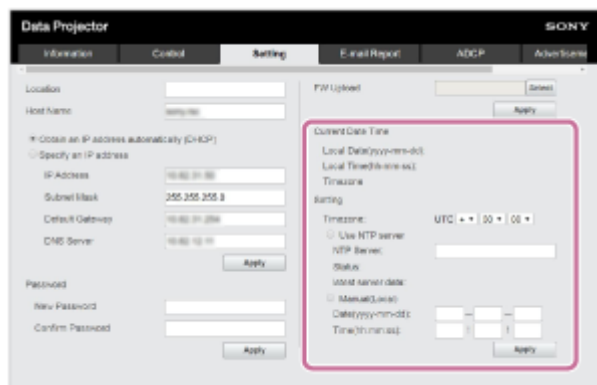 Data Projector
SONY
Information Control Setting E-mail Report ADCP Advertiseme
Location
Host Name
Obtain an IP address automatically (DHCP)
Specify an IP address
IP Address
Subnet Mask 255.255.255.0
Default Gateway
DNS Server
Apply
Password
New Password
Confirm Password
Apply
FW Upload Select
Apply
Current Date Time
Local Date(yyyy-mm-dd):
Local Time(hh-mm-ss):
Timezone
Setting
Timezone: UTC + 00 00
Use NTP server
NTP Server:
Status:
Latest server date:
Manual(Local)
Date(yyyy-mm-dd): — —
Time(hh:mm:ss): : :
Apply